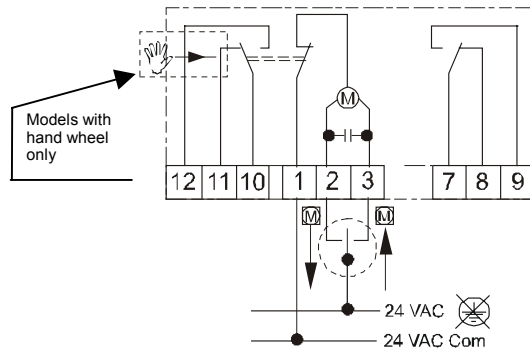 M
Models with
hand wheel
only
12 11 10 1 2 3 7 8 9
M M
24 VAC
24 VAC Com